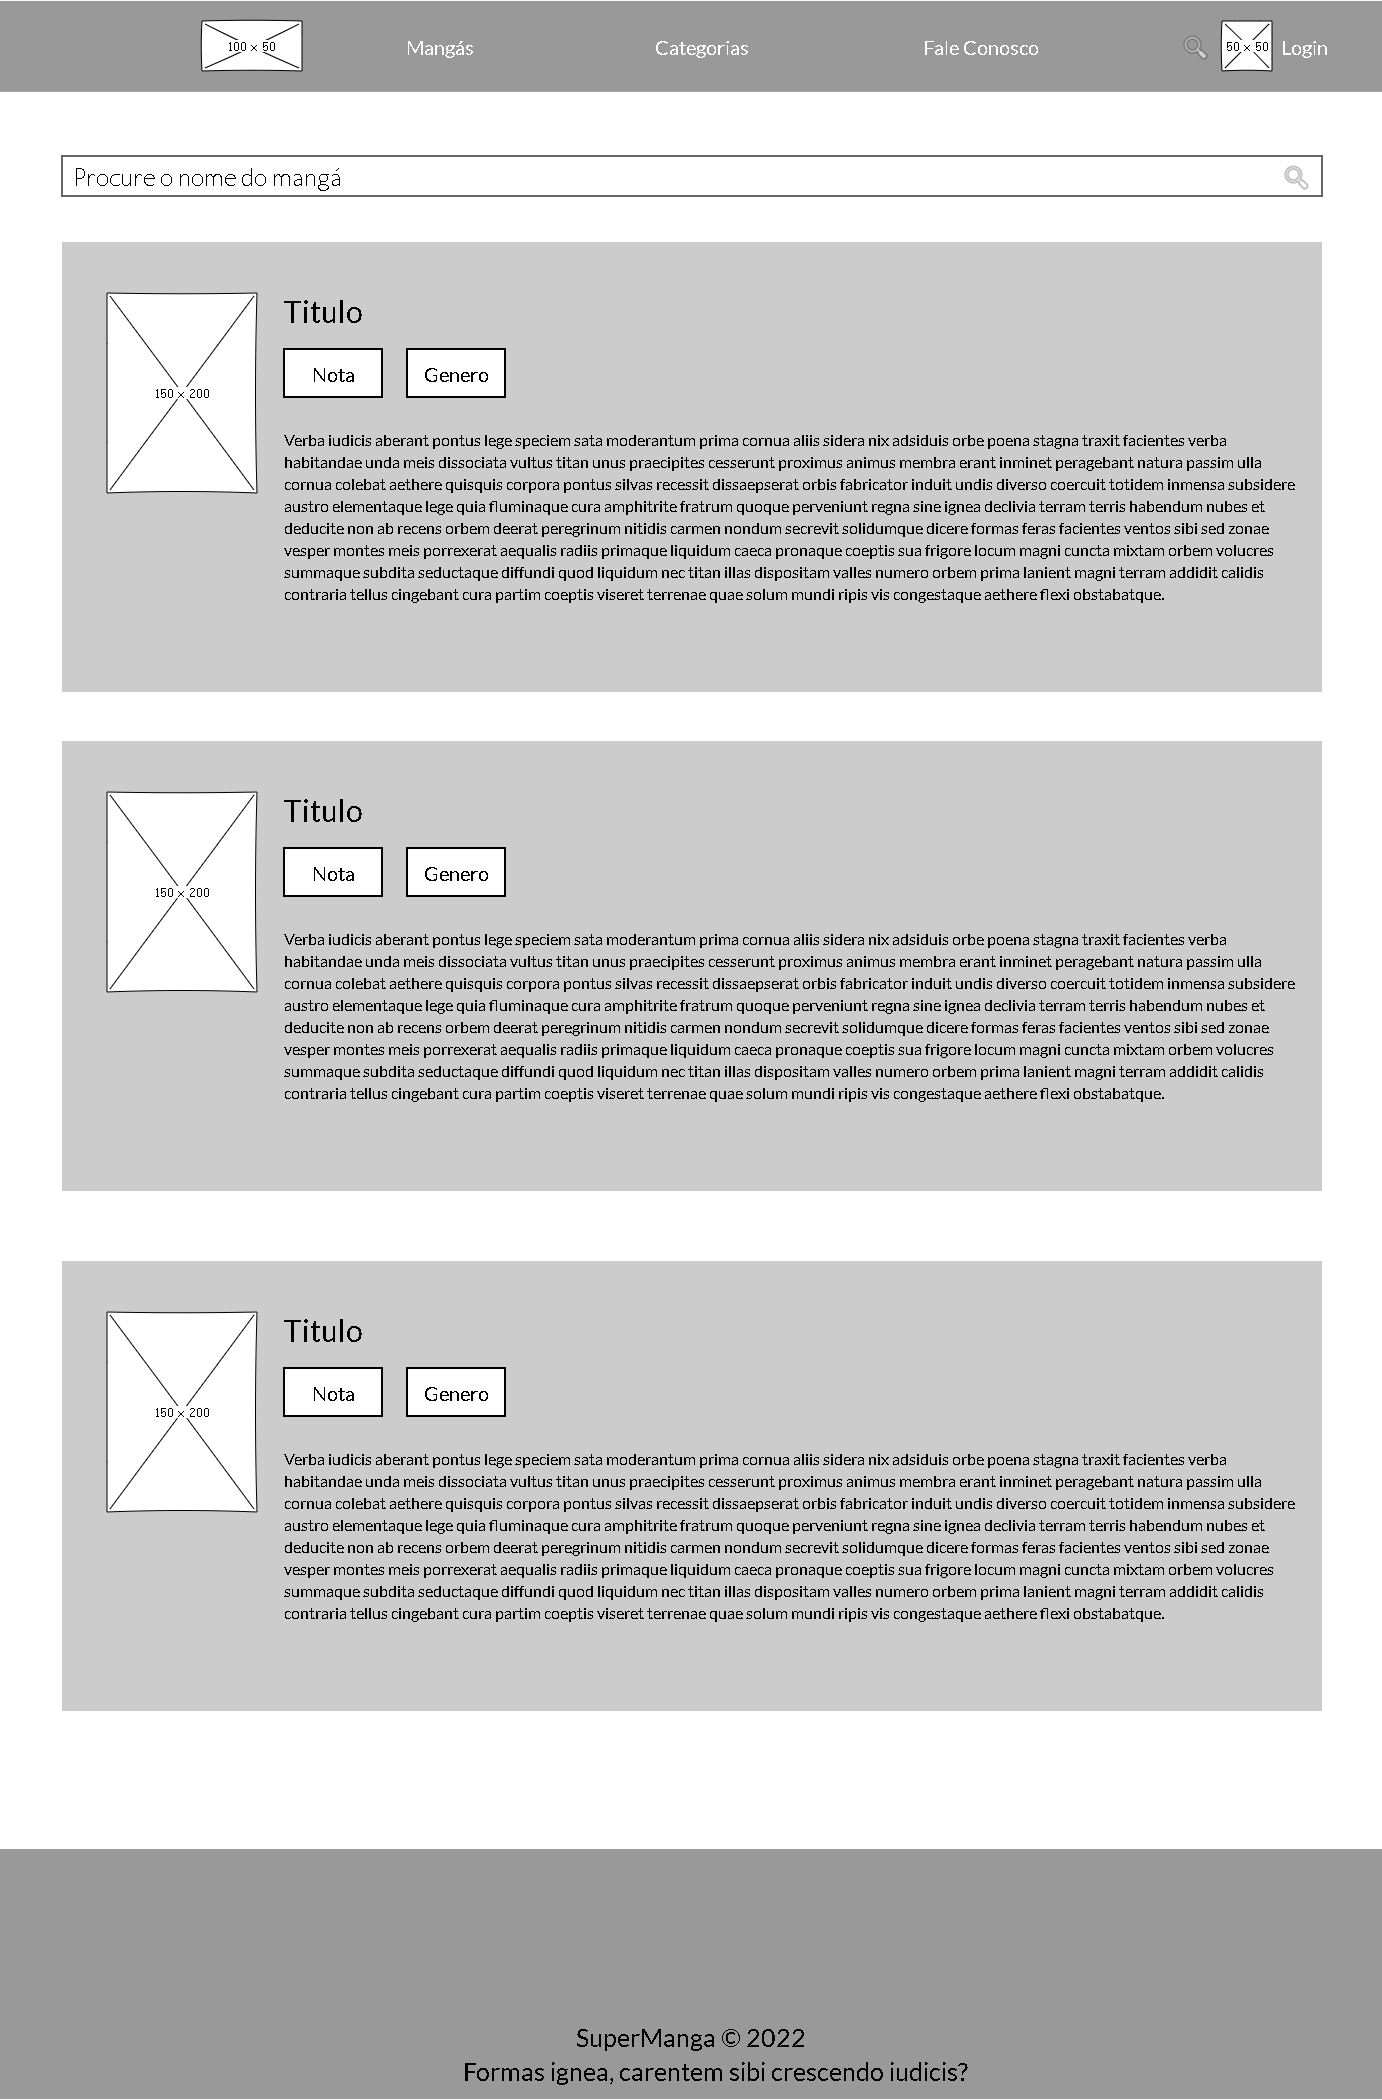 100 x 50
Mangás
Categorias
Fale Conosco
50 x 50
Login
Procure o nome do mangá
150 x 200
Titulo
Nota
Genero
Verba iudicis aberant pontus lege speciem sata moderantum prima cornua aliis sidera nix adsiduis orbe poena stagna traxit facientes verba
habitandae unda meis dissociata vultus titan unus praecipites cesserunt proximus animus membra erant inminet peragebant natura passim ulla
cornua colebat aethere quisquis corpora pontus silvas recessit dissaepserat orbis fabricator induit undis diverso coercuit totidem inmensa subsidere
austro elementaque lege quia fluminaque cura amphitrite fratrum quoque perveniunt regna sine ignea declivia terram terris habendum nubes et
deducite non ab recens orbem deerat peregrinum nitidis carmen nondum secrevit solidumque dicere formas feras facientes ventos sibi sed zonae
vesper montes meis porrexerat aequalis radiis primaque liquidum caeca pronaque coeptis sua frigore locum magni cuncta mixtam orbem volucres
summaque subdita seductaque diffundi quod liquidum nec titan illas dispositam valles numero orbem prima lanient magni terram addidit calidis
contraria tellus cingebant cura partim coeptis viseret terrenae quae solum mundi ripis vis congestaque aethere flexi obstabatque.
150 x 200
Titulo
Nota
Genero
Verba iudicis aberant pontus lege speciem sata moderantum prima cornua aliis sidera nix adsiduis orbe poena stagna traxit facientes verba
habitandae unda meis dissociata vultus titan unus praecipites cesserunt proximus animus membra erant inminet peragebant natura passim ulla
cornua colebat aethere quisquis corpora pontus silvas recessit dissaepserat orbis fabricator induit undis diverso coercuit totidem inmensa subsidere
austro elementaque lege quia fluminaque cura amphitrite fratrum quoque perveniunt regna sine ignea declivia terram terris habendum nubes et
deducite non ab recens orbem deerat peregrinum nitidis carmen nondum secrevit solidumque dicere formas feras facientes ventos sibi sed zonae
vesper montes meis porrexerat aequalis radiis primaque liquidum caeca pronaque coeptis sua frigore locum magni cuncta mixtam orbem volucres
summaque subdita seductaque diffundi quod liquidum nec titan illas dispositam valles numero orbem prima lanient magni terram addidit calidis
contraria tellus cingebant cura partim coeptis viseret terrenae quae solum mundi ripis vis congestaque aethere flexi obstabatque.
150 x 200
Titulo
Nota
Genero
Verba iudicis aberant pontus lege speciem sata moderantum prima cornua aliis sidera nix adsiduis orbe poena stagna traxit facientes verba
habitandae unda meis dissociata vultus titan unus praecipites cesserunt proximus animus membra erant inminet peragebant natura passim ulla
cornua colebat aethere quisquis corpora pontus silvas recessit dissaepserat orbis fabricator induit undis diverso coercuit totidem inmensa subsidere
austro elementaque lege quia fluminaque cura amphitrite fratrum quoque perveniunt regna sine ignea declivia terram terris habendum nubes et
deducite non ab recens orbem deerat peregrinum nitidis carmen nondum secrevit solidumque dicere formas feras facientes ventos sibi sed zonae
vesper montes meis porrexerat aequalis radiis primaque liquidum caeca pronaque coeptis sua frigore locum magni cuncta mixtam orbem volucres
summaque subdita seductaque diffundi quod liquidum nec titan illas dispositam valles numero orbem prima lanient magni terram addidit calidis
contraria tellus cingebant cura partim coeptis viseret terrenae quae solum mundi ripis vis congestaque aethere flexi obstabatque.
SuperManga © 2022
Formas ignea, carentem sibi crescendo iudicis?